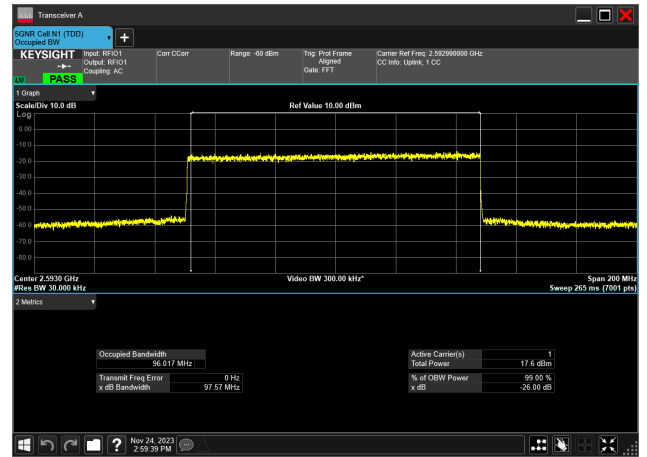 Transceiver A
5GNR Cell N1 (TDD)
Occupied BW
KEYSIGHT
Input: RFIO1
Output: RFIO1
Coupling: AC
Corr CCorr
Range: -60 dBm
Trig: Prot Frame
Aligned
Gate: FFT
Carrier Ref Freq: 2.592990000 GHz
CC Info: Uplink, 1 CC
LXI
PASS
1 Graph
Scale/Div 10.0 dB
Ref Value 10.00 dBm
Log
0.00
-10.0
-20.0
-30.0
-40.0
-50.0
-60.0
-70.0
-80.0
Center 2.5930 GHz
Video BW 300.00 kHz*
Span 200 MHz
#Res BW 30.000 kHz
Sweep 265 ms (7001 pts)
2 Metrics
Occupied Bandwidth
96.017 MHz
Transmit Freq Error 0 Hz
x dB Bandwidth 97.57 MHz
Active Carrier(s) 1
Total Power 17.6 dBm
% of OBW Power 99.00 %
x dB -26.00 dB
?
Nov 24, 2023
2:59:39 PM